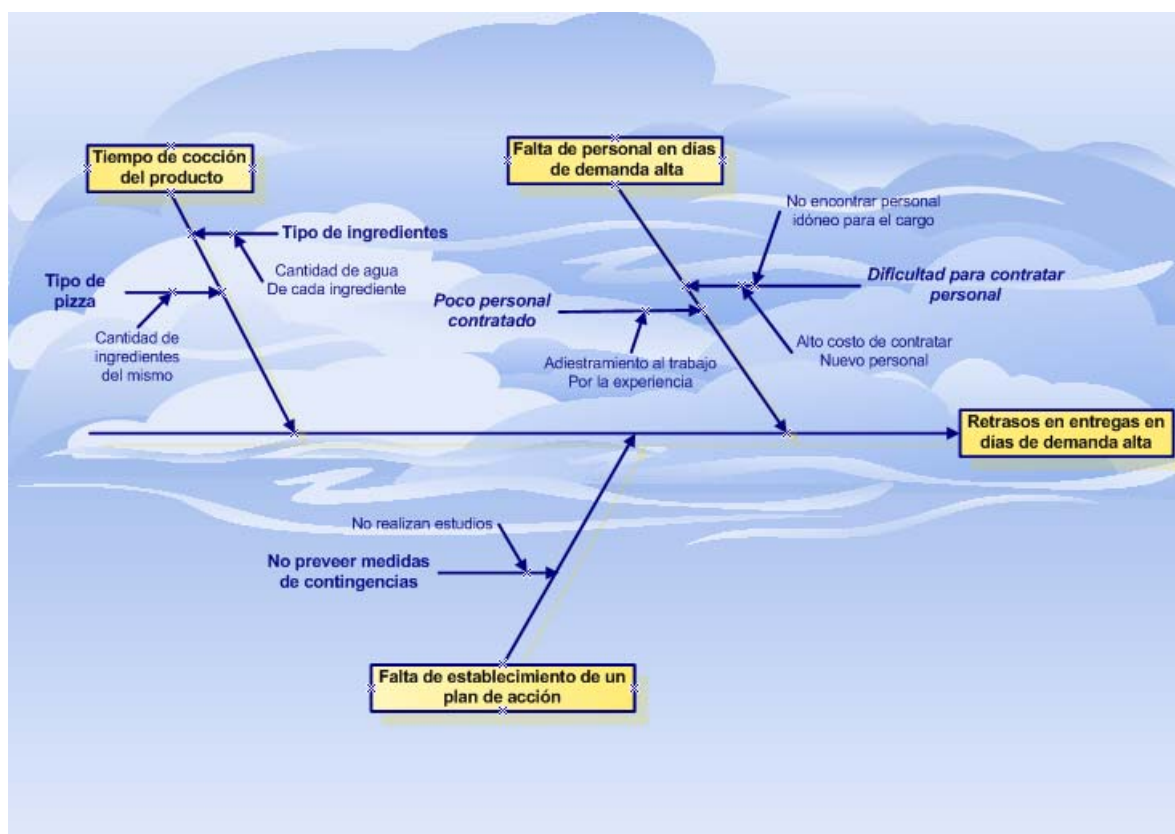 Tiempo de cocción
del producto
Falta de personal en días
de demanda alta
No encontrar personal
idóneo para el cargo
Tipo de ingredientes
Cantidad de agua
De cada ingrediente
Tipo de
pizza
Dificultad para contratar
personal
Poco personal
contratado
Cantidad de
ingredientes
del mismo
Alto costo de contratar
Nuevo personal
Adiestramiento al trabajo
Por la experiencia
Retrasos en entregas en
días de demanda alta
No realizan estudios
No preveer medidas
de contingencias
Falta de establecimiento de un
plan de acción